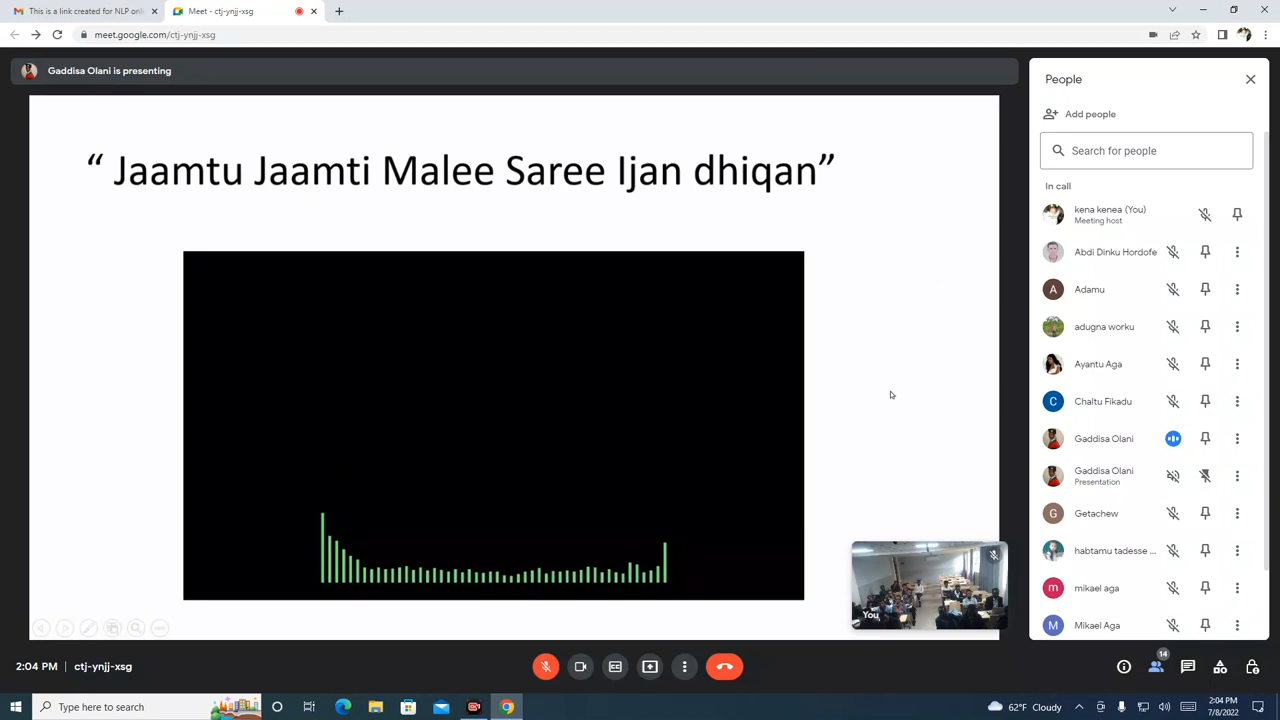 This is a link created for NLP onli
Meet - ctj-ynjj-xsg
meet.google.com/ctj-ynjj-xsg
Gaddisa Olani is presenting
“ Jaamtu Jaamti Malee Saree Ijan dhiqan”
You
2:04 PM | ctj-ynjj-xsg
People
Add people
Search for people
In call
kena kenea (You)
Meeting host
Abdi Dinku Hordofe
A Adamu
adugna worku
Ayantu Aga
C Chaltu Fikadu
Gaddisa Olani
Gaddisa Olani
Presentation
G Getachew
habtamu tadesse ...
m mikael aga
M Mikael Aga
14
Type here to search
62°F Cloudy
2:04 PM
7/8/2022